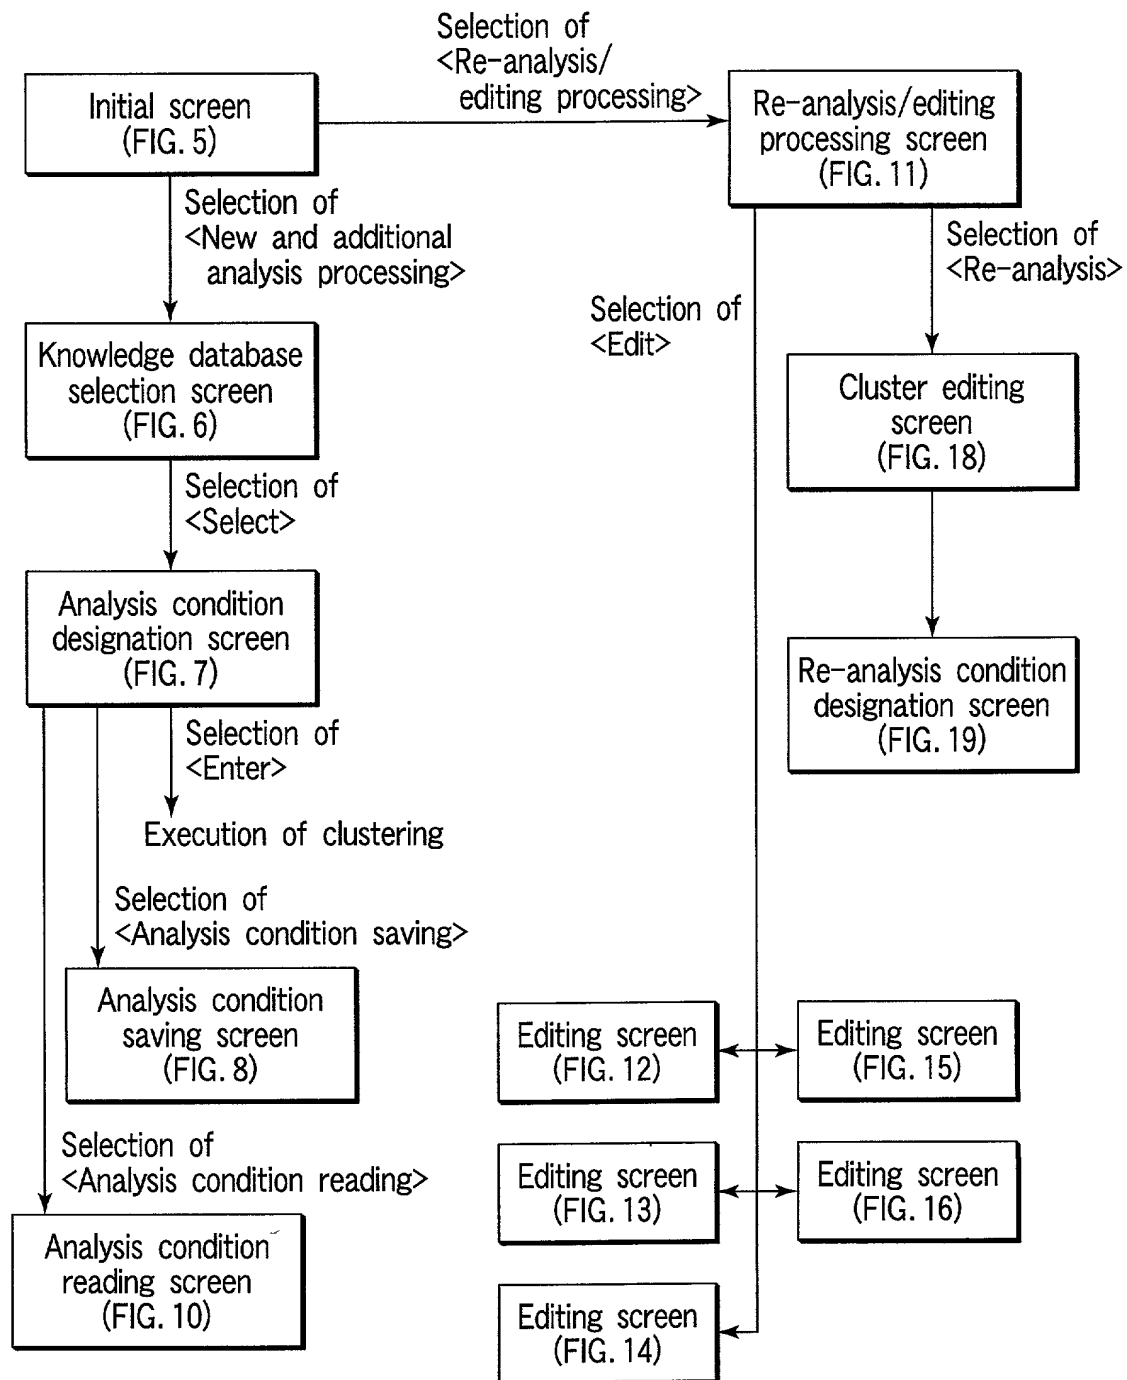 Selection of
<Re-analysis/
editing processing>
Initial screen
(FIG. 5)
Re-analysis/editing
processing screen
(FIG. 11)
Selection of
<New and additional
analysis processing>
Selection of
<Re-analysis>
Selection of
<Edit>
Knowledge database
selection screen
(FIG. 6)
Cluster editing
screen
(FIG. 18)
Selection of
<Select>
Analysis condition
designation screen
(FIG. 7)
Re-analysis condition
designation screen
(FIG. 19)
Selection of
<Enter>
Execution of clustering
Selection of
<Analysis condition saving>
Analysis condition
saving screen
(FIG. 8)
Editing screen
(FIG. 12)
Editing screen
(FIG. 15)
Selection of
<Analysis condition reading>
Editing screen
(FIG. 13)
Editing screen
(FIG. 16)
Analysis condition
reading screen
(FIG. 10)
Editing screen
(FIG. 14)